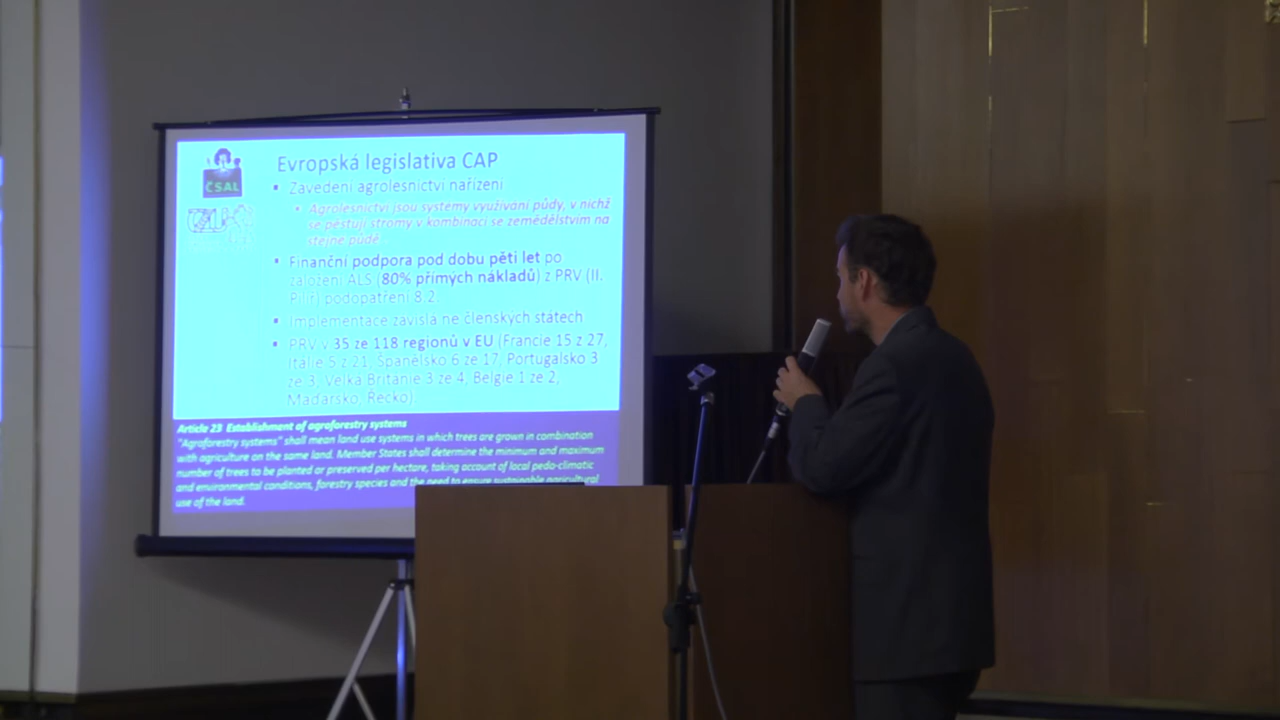 Evropská legislativa CAP
ČSAL
Zavedení agrolesnictví nařízení
Agrolesnictví jsou systémy využívání půdy, v nichž
se pěstují stromy v kombinaci se zemědělstvím na
stejné půdě
Finanční podpora pod dobu pěti let po
založení ALS (80% přímých nákladů) z PRV (II.
Pilíř) podopatření 8.2.
Implementace závislá ne členských státech
PRV v 35 ze 118 regionů v EU (Francie 15 z 27,
Itálie 5 z 21, Španělsko 6 ze 17, Portugalsko 3
ze 3, Velká Británie 3 ze 4, Belgie 1 ze 2,
Maďarsko, Řecko).
Article 23 Establishment of agroforestry systems
"Agroforestry systems" shall mean land use systems in which trees are grown in combination
with agriculture on the same land. Member States shall determine the minimum and maximum
number of trees to be planted or preserved per hectare, taking account of local pedo-climatic
and environmental conditions, forestry species and the need to ensure sustainable agricultural
use of the land.